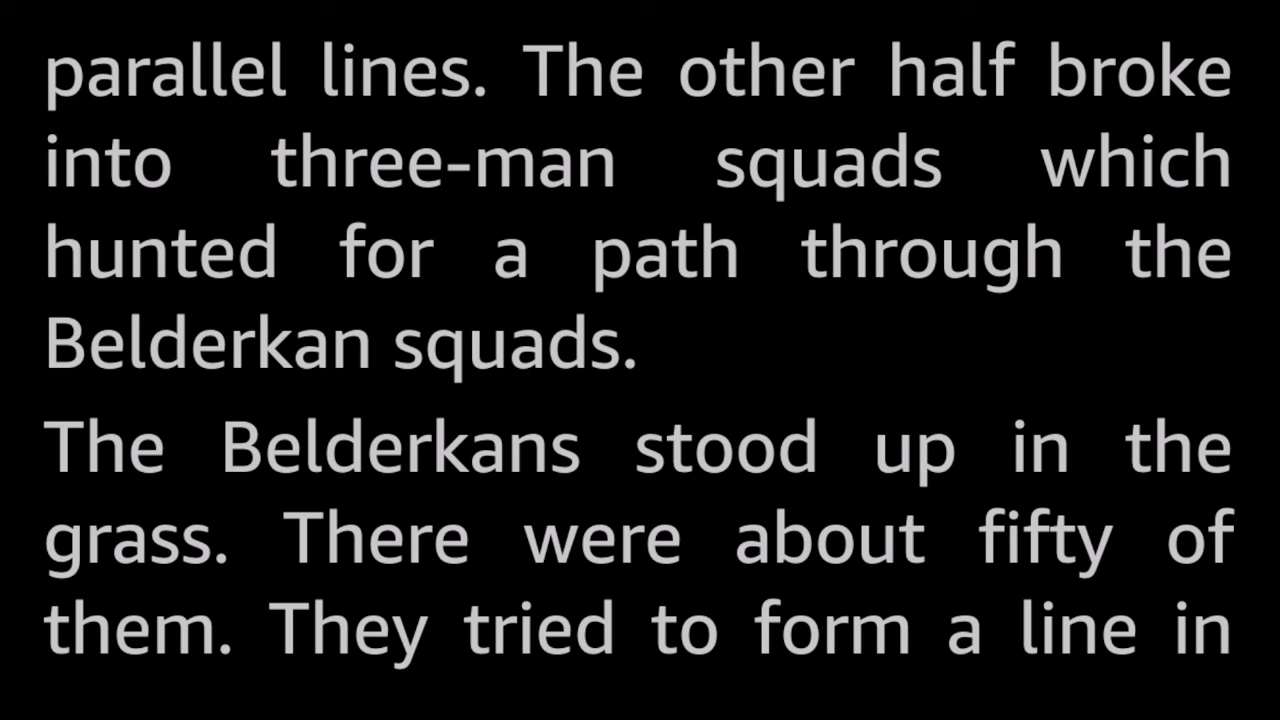 parallel lines. The other half broke
into three-man squads which
hunted for a path through the
Belderkan squads.
The Belderkans stood up in the
grass. There were about fifty of
them. They tried to form a line in